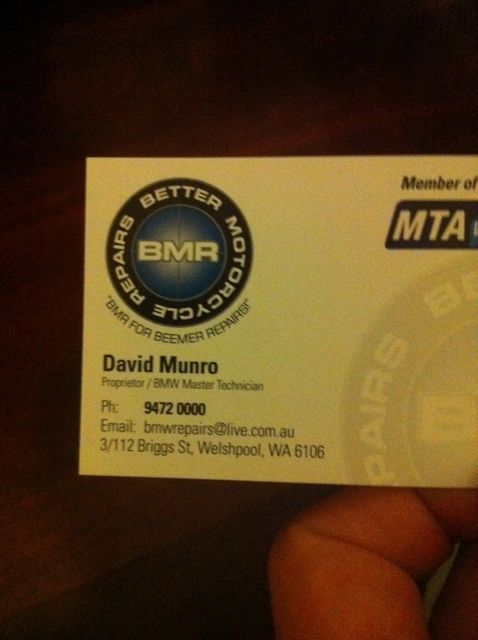 BETTER MOTORCYCLE REPAIRS
BMR
"BMR FOR BEEMER REPAIRS!"
Member of
MTA
David Munro
Proprietor / BMW Master Technician
Ph: 9472 0000
Email: bmwrepairs@live.com.au
3/112 Briggs St, Welshpool, WA 6106